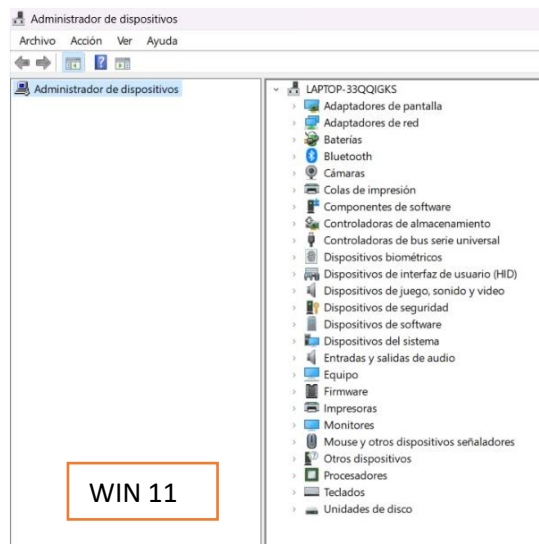 Administrador de dispositivos
Archivo Acción Ver Ayuda
Administrador de dispositivos
LAPTOP-33QQIGKS
Adaptadores de pantalla
Adaptadores de red
Baterías
Bluetooth
Cámaras
Colas de impresión
Componentes de software
Controladoras de almacenamiento
Controladoras de bus serie universal
Dispositivos biométricos
Dispositivos de interfaz de usuario (HID)
Dispositivos de juego, sonido y video
Dispositivos de seguridad
Dispositivos de software
Dispositivos del sistema
Entradas y salidas de audio
Equipo
Firmware
Impresoras
Monitores
Mouse y otros dispositivos señaladores
Otros dispositivos
Procesadores
Teclados
Unidades de disco
WIN 11